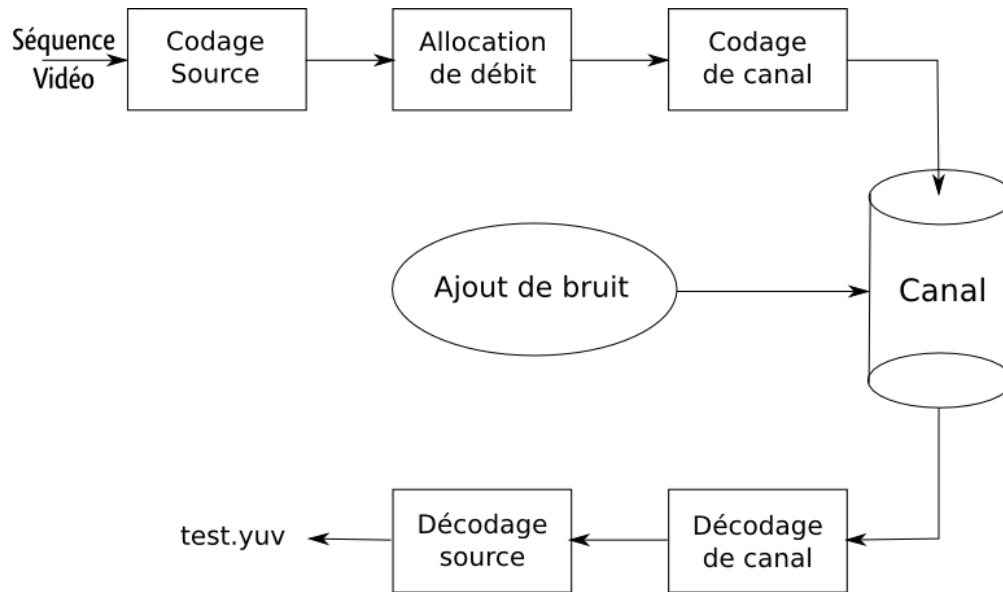 Séquence
Vidéo
Codage
Source
Allocation
de débit
Codage
de canal
Ajout de bruit
Canal
test.yuv
Décodage
source
Décodage
de canal